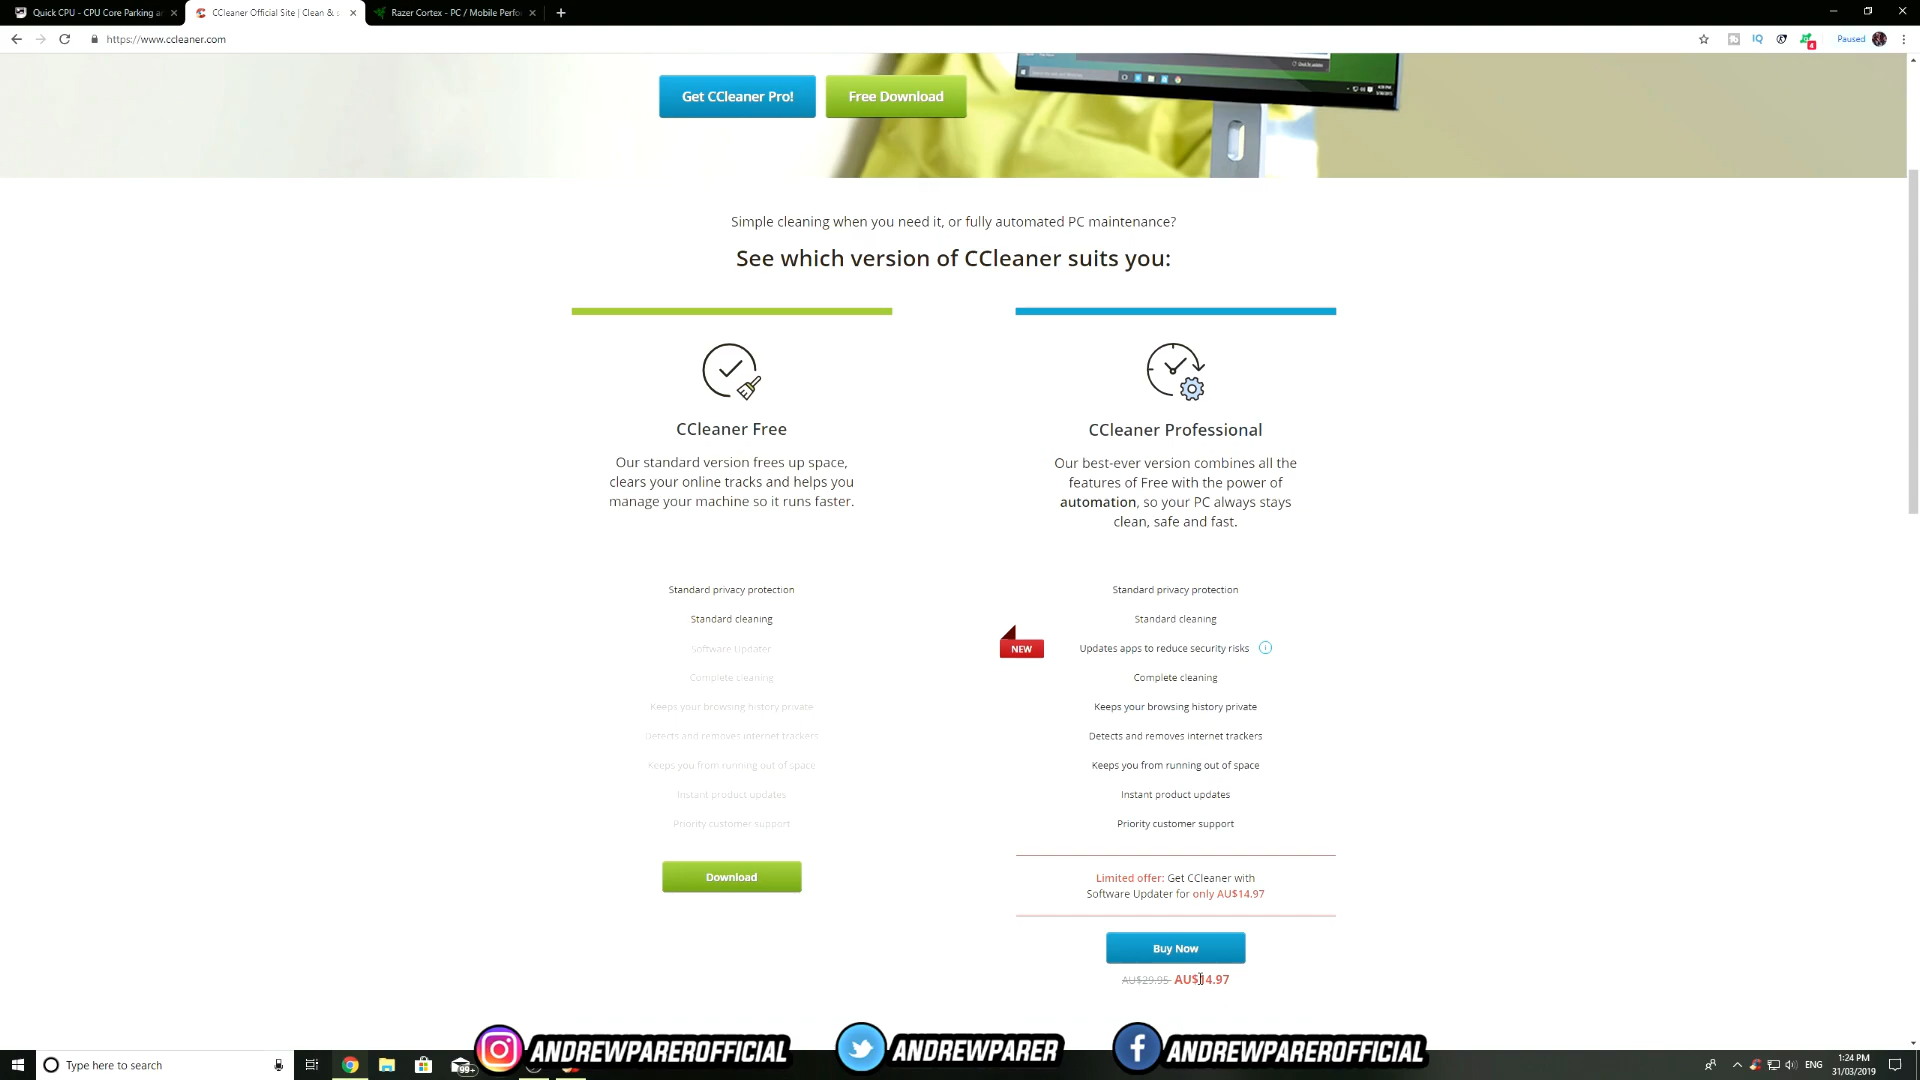 Quick CPU - CPU Core Parking a
CCleaner Official Site | Clean &
Razer Cortex - PC / Mobile Perfo
https://www.ccleaner.com
Paused
Get CCleaner Pro!
Free Download
Simple cleaning when you need it, or fully automated PC maintenance?
See which version of CCleaner suits you:
CCleaner Free
Our standard version frees up space,
clears your online tracks and helps you
manage your machine so it runs faster.
Standard privacy protection
Standard cleaning
Software Updater
Complete cleaning
Keeps your browsing history private
Detects and removes internet trackers
Keeps you from running out of space
Instant product updates
Priority customer support
Download
CCleaner Professional
Our best-ever version combines all the
features of Free with the power of
automation, so your PC always stays
clean, safe and fast.
Standard privacy protection
Standard cleaning
NEW
Updates apps to reduce security risks
Complete cleaning
Keeps your browsing history private
Detects and removes internet trackers
Keeps you from running out of space
Instant product updates
Priority customer support
Limited offer: Get CCleaner with
Software Updater for only AU$14.97
Buy Now
AU$29.95 AU$14.97
ANDREWPAREROFFICIAL
ANDREWPARER
ANDREWPAREROFFICIAL
Type here to search
99+
ENG
1:24 PM
31/03/2019